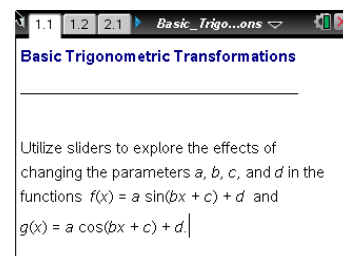 1.1 1.2 2.1 Basic_Trigo...ons
Basic Trigonometric Transformations
Utilize sliders to explore the effects of
changing the parameters a, b, c, and d in the
functions f(x) = a sin(bx + c) + d and
g(x) = a cos(bx + c) + d.